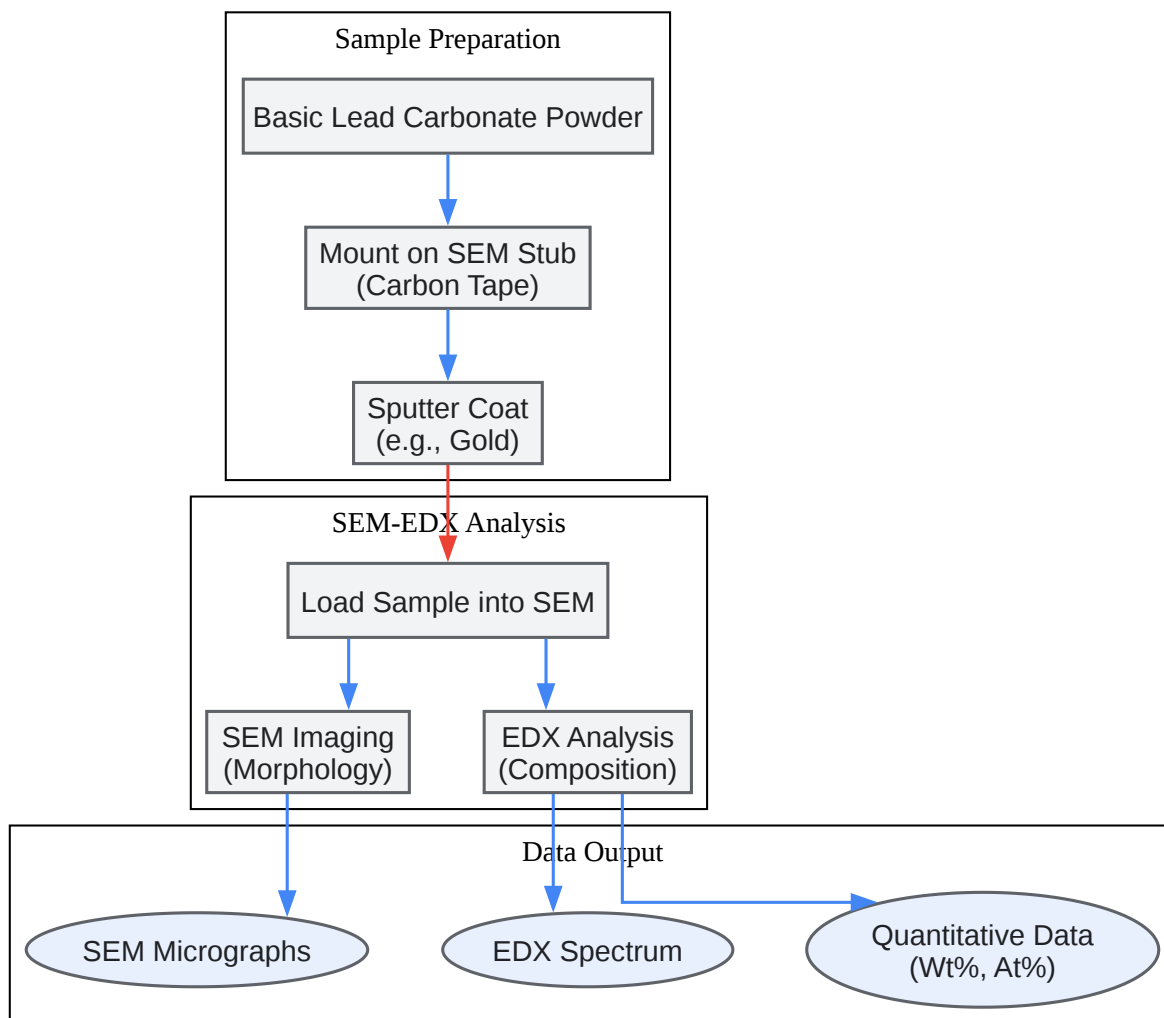 Sample Preparation
Basic Lead Carbonate Powder
Mount on SEM Stub
(Carbon Tape)
Sputter Coat
(e.g., Gold)
SEM-EDX Analysis
Load Sample into SEM
SEM Imaging
(Morphology)
EDX Analysis
(Composition)
Data Output
SEM Micrographs
EDX Spectrum
Quantitative Data
(Wt%, At%)